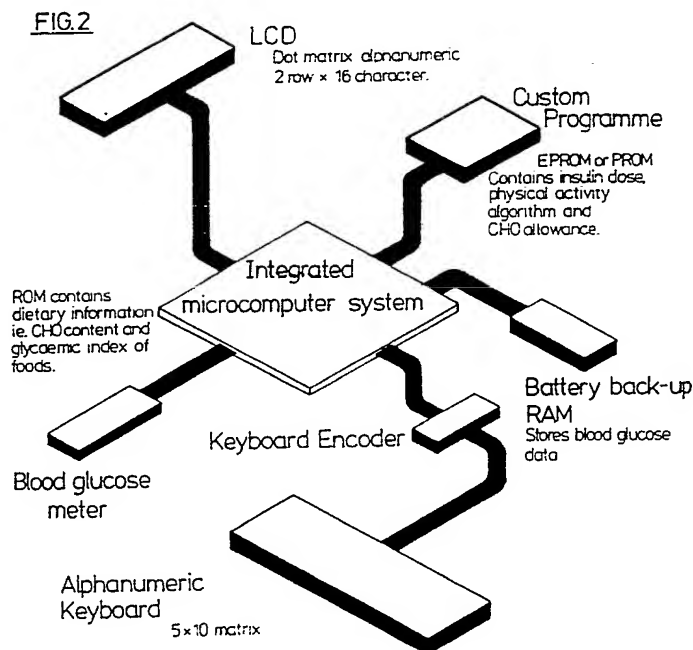 FIG.2
LCD
Dot matrix alphanumeric
2 row × 16 character.
Custom
Programme
EPROM or PROM
Contains insulin dose,
physical activity
algorithm and
CHO allowance.
Integrated
microcomputer system
ROM contains
dietary information
ie. CHO content and
glycaemic index of
foods.
Battery back-up
RAM
Stores blood glucose
data
Keyboard Encoder
Blood glucose
meter
Alphanumeric
Keyboard
5×10 matrix